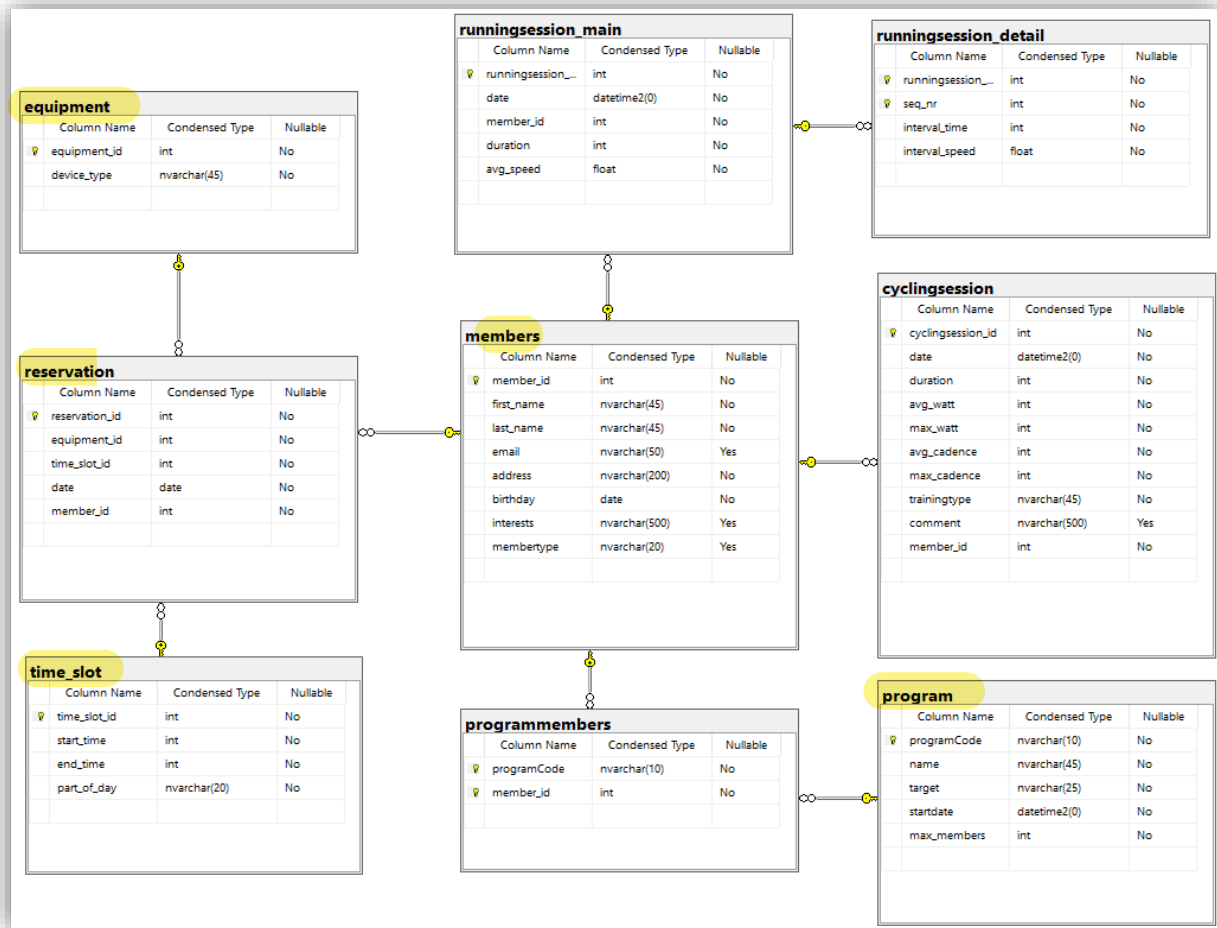 equipment
Column Name Condensed Type Nullable
equipment_id int No
device_type nvarchar(45) No
runningsession_main
Column Name Condensed Type Nullable
runningsession_... int No
date datetime2(0) No
member_id int No
duration int No
avg_speed float No
runningsession_detail
Column Name Condensed Type Nullable
runningsession_... int No
seq_nr int No
interval_time int No
interval_speed float No
reservation
Column Name Condensed Type Nullable
reservation_id int No
equipment_id int No
time_slot_id int No
date date No
member_id int No
members
Column Name Condensed Type Nullable
member_id int No
first_name nvarchar(45) No
last_name nvarchar(45) No
email nvarchar(50) Yes
address nvarchar(200) No
birthday date No
interests nvarchar(500) Yes
membertype nvarchar(20) Yes
cyclingsession
Column Name Condensed Type Nullable
cyclingsession_id int No
date datetime2(0) No
duration int No
avg_watt int No
max_watt int No
avg_cadence int No
max_cadence int No
trainingtype nvarchar(45) No
comment nvarchar(500) Yes
member_id int No
time_slot
Column Name Condensed Type Nullable
time_slot_id int No
start_time int No
end_time int No
part_of_day nvarchar(20) No
programmembers
Column Name Condensed Type Nullable
programCode nvarchar(10) No
member_id int No
program
Column Name Condensed Type Nullable
programCode nvarchar(10) No
name nvarchar(45) No
target nvarchar(25) No
startdate datetime2(0) No
max_members int No